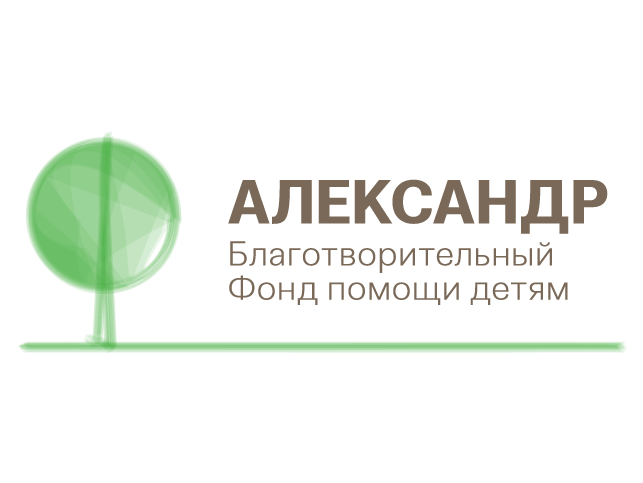 АЛЕКСАНДР
Благотворительный
Фонд помощи детям